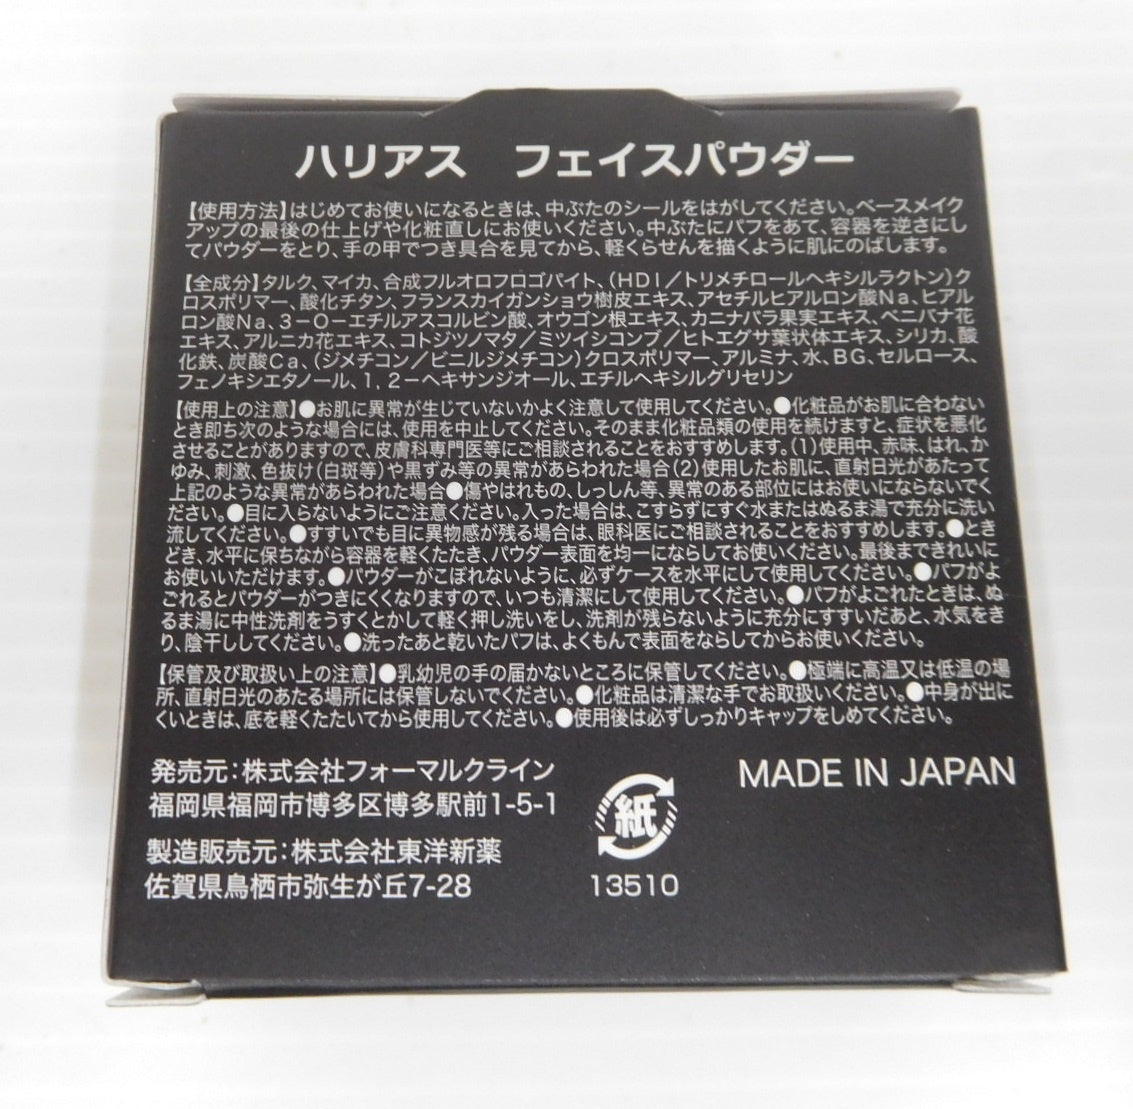 ハリアス　フェイスパウダー
【使用方法】はじめてお使いになるときは、中ぶたのシールをはがしてください。ベースメイク
アップの最後の仕上げや化粧直しにお使いください。中ぶたにパフをあて、容器を逆さにし
てパウダーをとり、手の甲でつき具合を見てから、軽くらせんを描くように肌にのばします。
【全成分】タルク、マイカ、合成フルオロフロゴパイト、（HDI／トリメチロールヘキシルラクトン）ク
ロスポリマー、酸化チタン、フランスカイガンショウ樹皮エキス、アセチルヒアルロン酸Na、ヒアル
ロン酸Na、3－O－エチルアスコルビン酸、オウゴン根エキス、カニナバラ果実エキス、ベニバナ花
エキス、アルニカ花エキス、コトジツノマタ／ミツイシコンブ／ヒトエグサ葉状体エキス、シリカ、酸
化鉄、炭酸Ca、（ジメチコン／ビニルジメチコン）クロスポリマー、アルミナ、水、BG、セルロース、
フェノキシエタノール、1，2－ヘキサンジオール、エチルヘキシルグリセリン
【使用上の注意】●お肌に異常が生じていないかよく注意して使用してください。●化粧品がお肌に合わない
とき即ち次のような場合には、使用を中止してください。そのまま化粧品類の使用を続けますと、症状を悪化
させることがありますので、皮膚科専門医等にご相談されることをおすすめします。（1）使用中、赤味、はれ、か
ゆみ、刺激、色抜け（白斑等）や黒ずみ等の異常があらわれた場合（2）使用したお肌に、直射日光があたって
上記のような異常があらわれた場合●傷やはれもの、しっしん等、異常のある部位にはお使いにならないでく
ださい。●目に入らないようにご注意ください。入った場合は、こすらずにすぐ水またはぬるま湯で充分に洗い
流してください。●すすいでも目に異物感が残る場合は、眼科医にご相談されることをおすすめします。●とき
どき、水平に保ちながら容器を軽くたたき、パウダー表面を均一にならしてお使いください。最後まできれいに
お使いいただけます。●パウダーがこぼれないように、必ずケースを水平にして使用してください。●パフがよ
ごれるとパウダーがつきにくくなりますので、いつも清潔にして使用してください。●パフがよごれたときは、ぬ
るま湯に中性洗剤をうすくとかして軽く押し洗いをし、洗剤が残らないように充分にすすいだあと、水気をき
り、陰干ししてください。●洗ったあと乾いたパフは、よくもんで表面をならしてからお使いください。
【保管及び取扱い上の注意】●乳幼児の手の届かないところに保管してください。●極端に高温又は低温の場
所、直射日光のあたる場所には保管しないでください。●化粧品は清潔な手でお取扱いください。●中身が出に
くいときは、底を軽くたたいてから使用してください。●使用後は必ずしっかりキャップをしめてください。
発売元：株式会社フォーマルクライン
福岡県福岡市博多区博多駅前1-5-1
製造販売元：株式会社東洋新薬
佐賀県鳥栖市弥生が丘7-28
紙
13510
MADE IN JAPAN